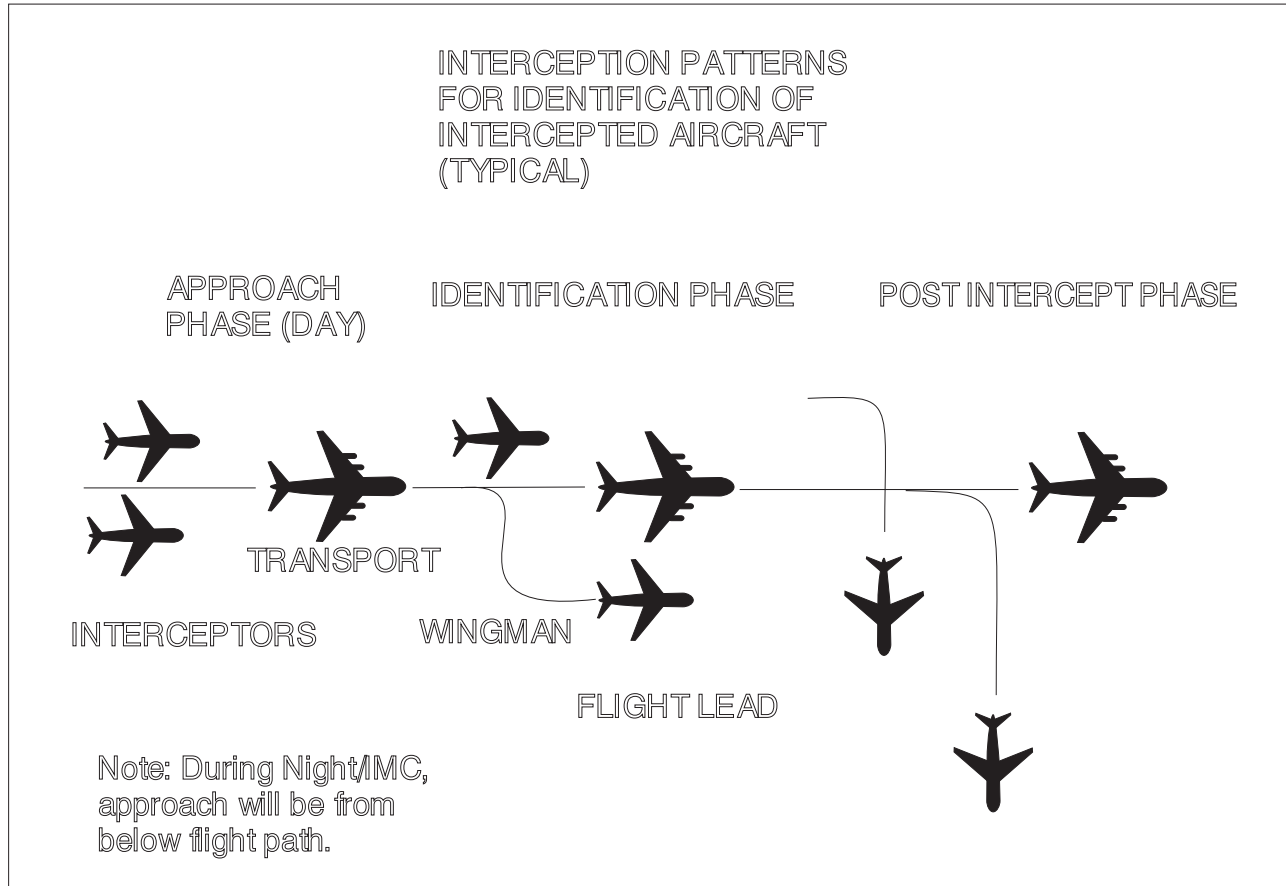 INTERCEPTION PATTERNS
FOR IDENTIFICATION OF
INTERCEPTED AIRCRAFT
(TYPICAL)
APPROACH
PHASE (DAY)
IDENTIFICATION PHASE
POST INTERCEPT PHASE
TRANSPORT
INTERCEPTORS
WINGMAN
FLIGHT LEAD
Note: During Night/IMC,
approach will be from
below flight path.